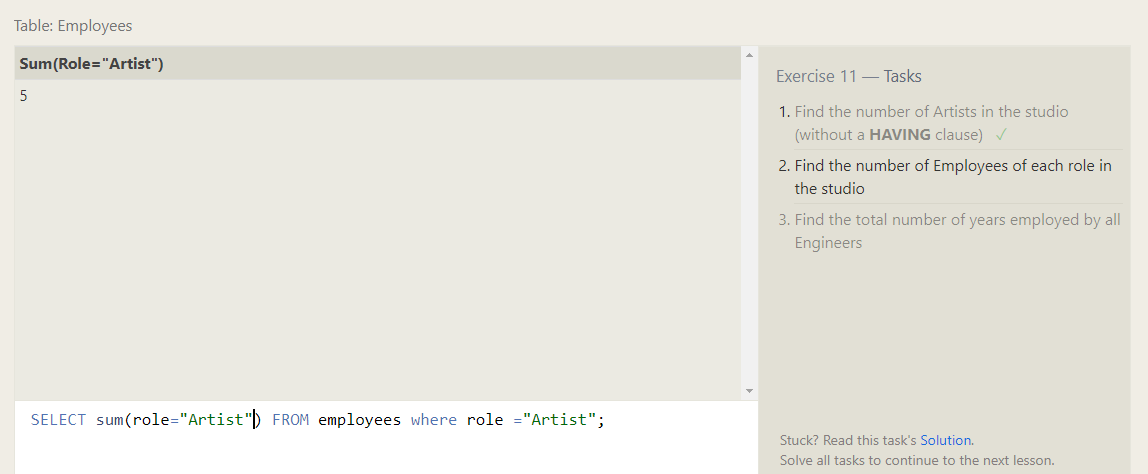 Table: Employees
Sum(Role="Artist")
5
Exercise 11 — Tasks
1. Find the number of Artists in the studio
(without a HAVING clause) ✓
2. Find the number of Employees of each role in
the studio
3. Find the total number of years employed by all
Engineers
SELECT sum(role="Artist") FROM employees where role ="Artist";
Stuck? Read this task's Solution.
Solve all tasks to continue to the next lesson.